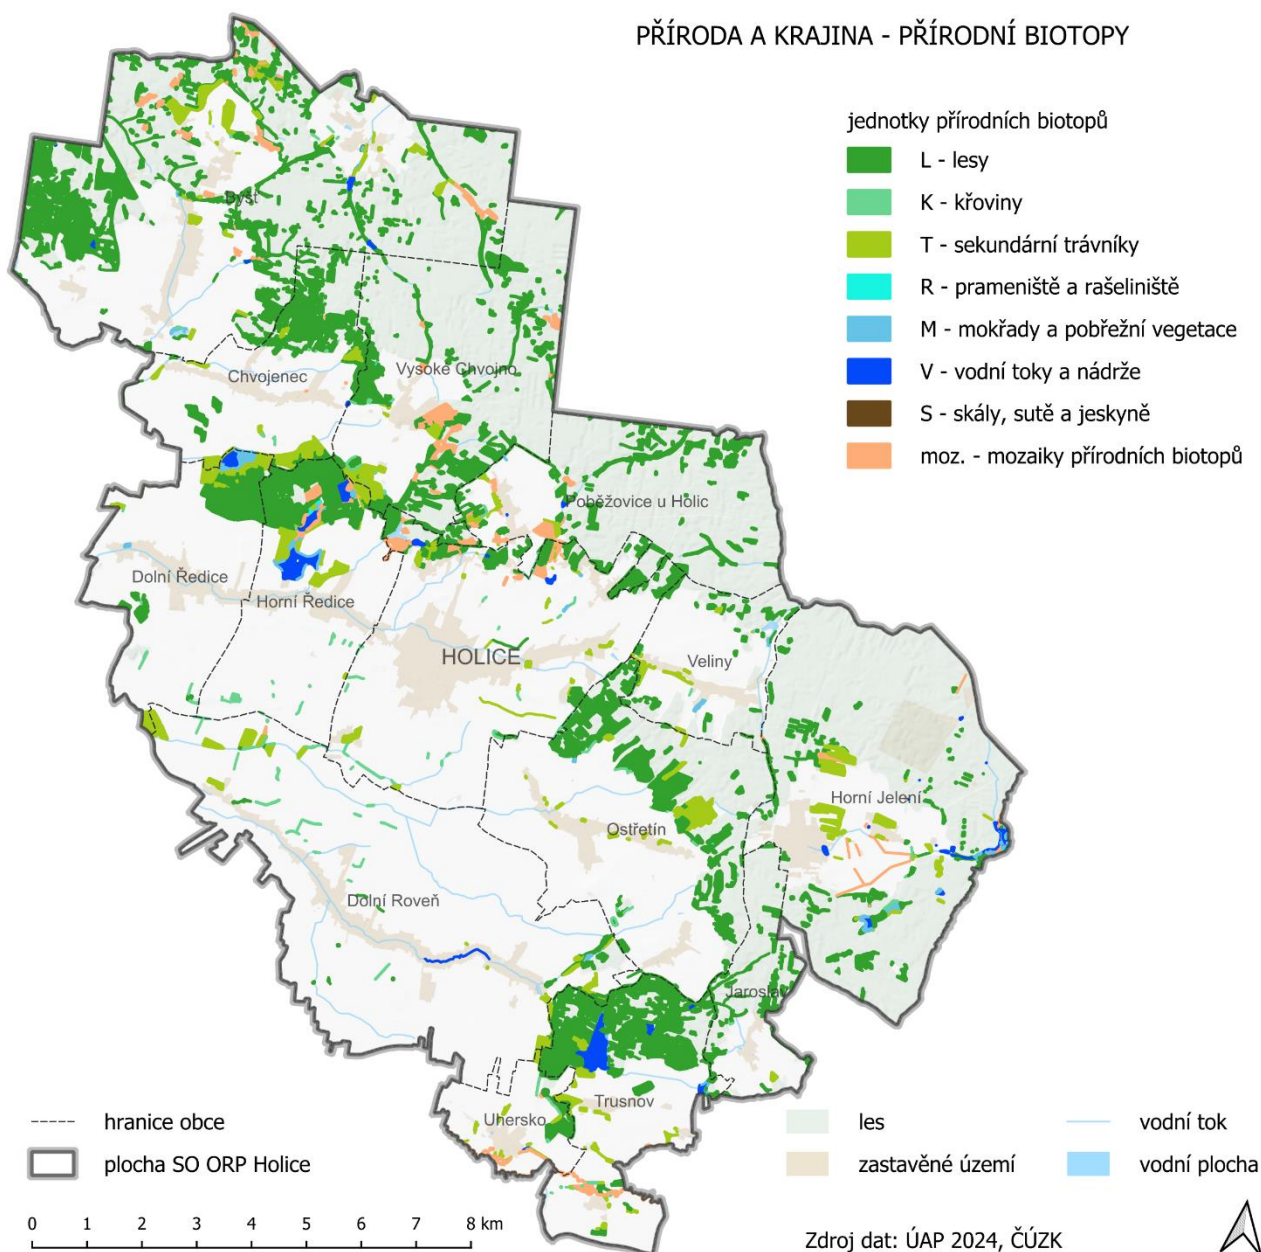 PŘÍRODA A KRAJINA - PŘÍRODNÍ BIOTOPY
jednotky přírodních biotopů
L - lesy
K - křoviny
T - sekundární trávníky
R - prameniště a rašeliniště
M - mokřady a pobřežní vegetace
V - vodní toky a nádrže
S - skály, sutě a jeskyně
moz. - mozaiky přírodních biotopů
Býšť
Chvojenec
Vysoké Chvojno
Poběžovice u Holic
Dolní Ředice
Horní Ředice
HOLICE
Veliny
Horní Jelení
Ostřetín
Dolní Roveň
Jaroslav
Trusnov
Uhersko
hranice obce
plocha SO ORP Holice
les
zastavěné území
vodní tok
vodní plocha
0 1 2 3 4 5 6 7 8 km
Zdroj dat: ÚAP 2024, ČÚZK